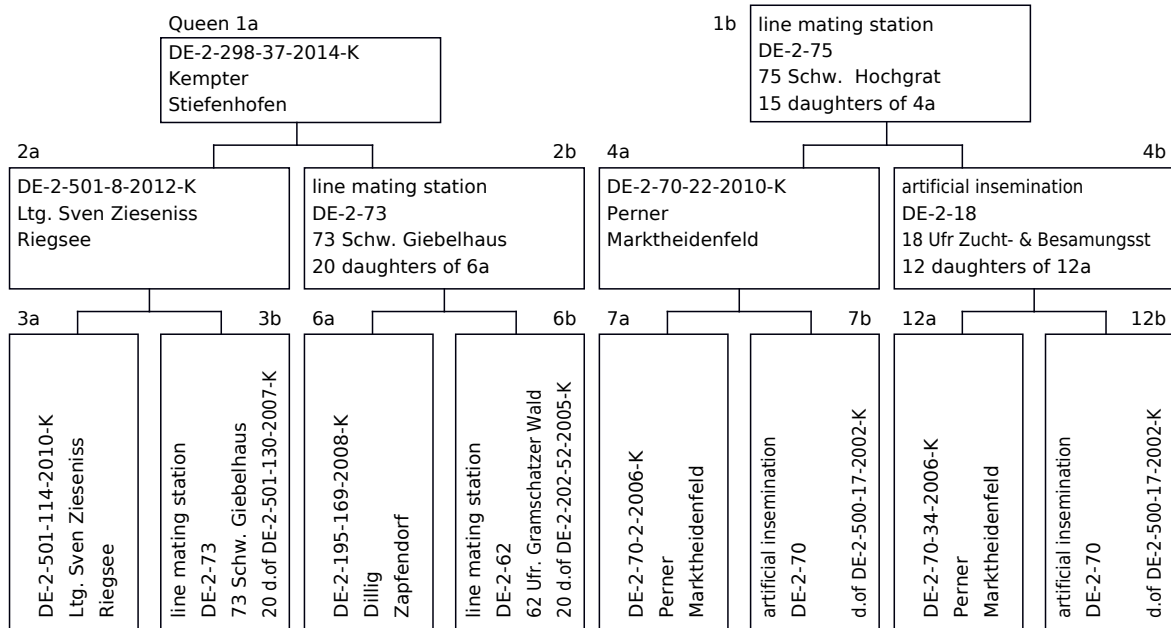 Queen 1a
DE-2-298-37-2014-K
Kempter
Stiefenhofen
1b
line mating station
DE-2-75
75 Schw.  Hochgrat
15 daughters of 4a
2a
DE-2-501-8-2012-K
Ltg. Sven Zieseniss
Riegsee
2b
line mating station
DE-2-73
73 Schw. Giebelhaus
20 daughters of 6a
4a
DE-2-70-22-2010-K
Perner
Marktheidenfeld
4b
artificial insemination
DE-2-18
18 Ufr Zucht- & Besamungsst
12 daughters of 12a
3a
DE-2-501-114-2010-K
Ltg. Sven Zieseniss
Riegsee
3b
line mating station
DE-2-73
73 Schw. Giebelhaus
20 d.of DE-2-501-130-2007-K
6a
DE-2-195-169-2008-K
Dillig
Zapfendorf
6b
line mating station
DE-2-62
62 Ufr. Gramschatzer Wald
20 d.of DE-2-202-52-2005-K
7a
DE-2-70-2-2006-K
Perner
Marktheidenfeld
7b
artificial insemination
DE-2-70
d.of DE-2-500-17-2002-K
12a
DE-2-70-34-2006-K
Perner
Marktheidenfeld
12b
artificial insemination
DE-2-70
d.of DE-2-500-17-2002-K